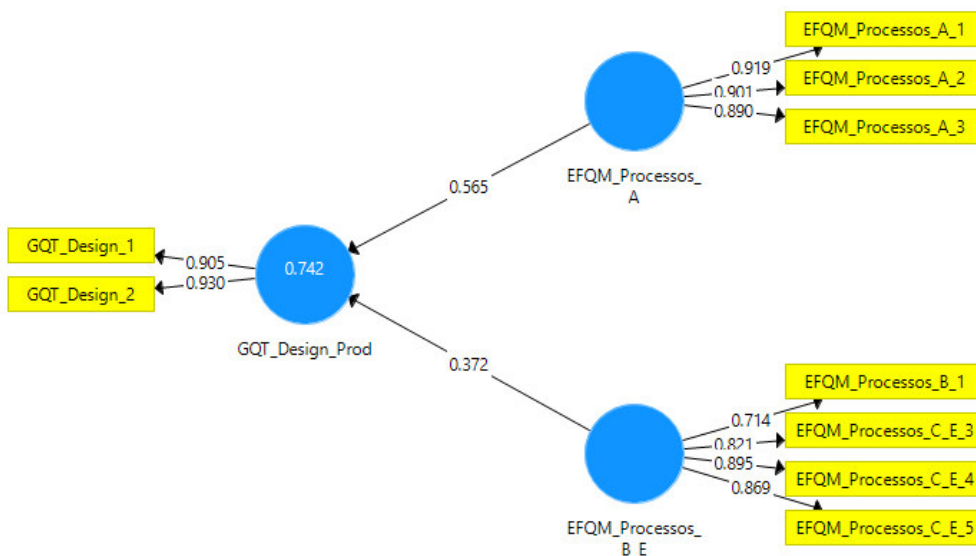 EFQM_Processos_A_1
0.919
EFQM_Processos_A_2
0.901
EFQM_Processos_A_3
0.890
EFQM_Processos_
A
0.565
GQT_Design_1
0.905
0.742
GQT_Design_2
0.930
GQT_Design_Prod
0.372
EFQM_Processos_B_1
0.714
EFQM_Processos_C_E_3
0.821
EFQM_Processos_C_E_4
0.895
0.869
EFQM_Processos_C_E_5
EFQM_Processos_
B_E